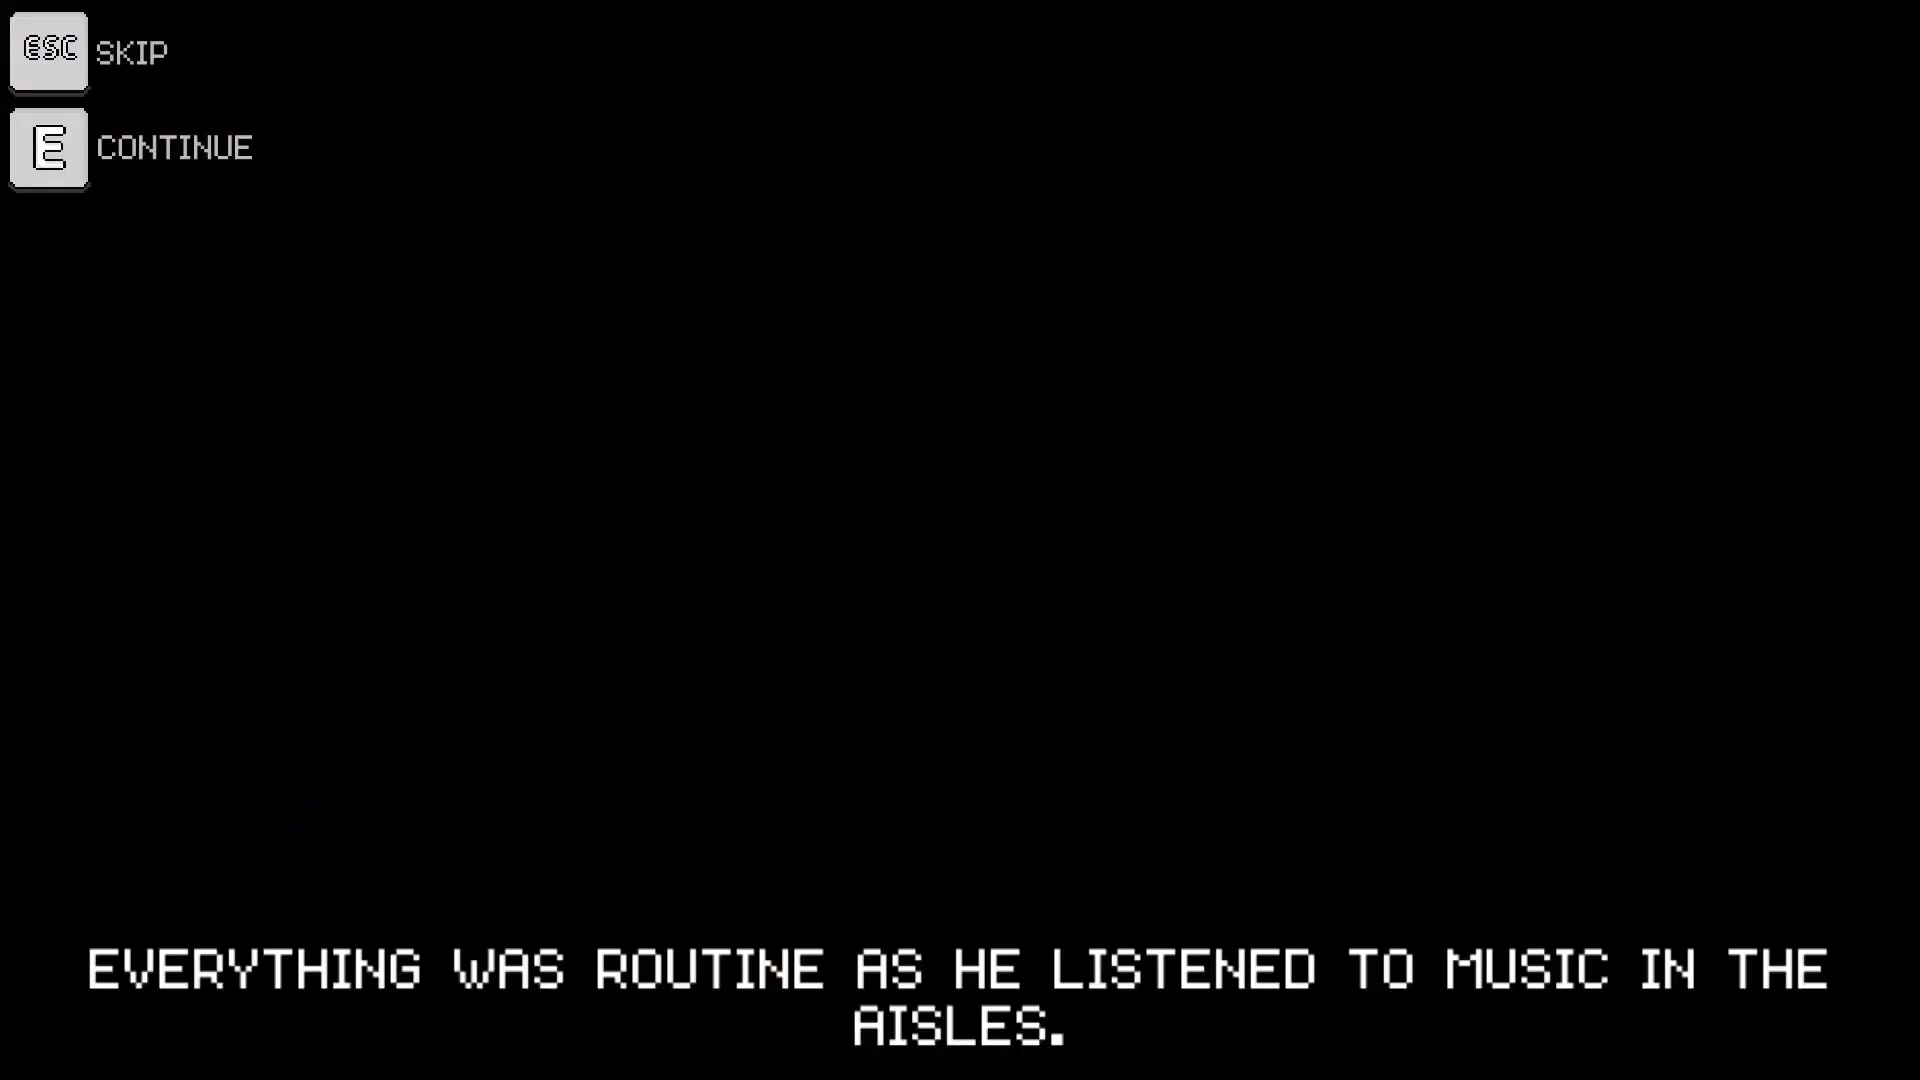 ESC SKIP
E CONTINUE
EVERYTHING WAS ROUTINE AS HE LISTENED TO MUSIC IN THE
AISLES.